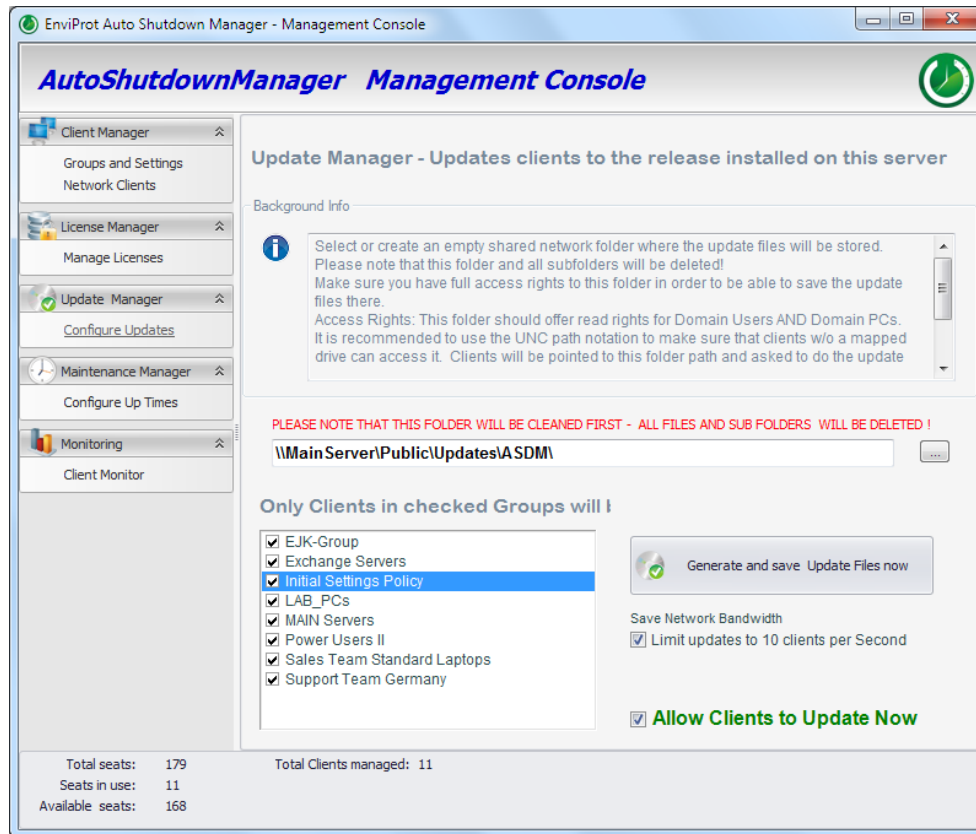 EnviProt Auto Shutdown Manager - Management Console
AutoShutdownManager Management Console
Client Manager
Groups and Settings
Network Clients
License Manager
Manage Licenses
Update Manager
Configure Updates
Maintenance Manager
Configure Up Times
Monitoring
Client Monitor
Update Manager - Updates clients to the release installed on this server
Background Info
Select or create an empty shared network folder where the update files will be stored.
Please note that this folder and all subfolders will be deleted!
Make sure you have full access rights to this folder in order to be able to save the update
files there.
Access Rights: This folder should offer read rights for Domain Users AND Domain PCs.
It is recommended to use the UNC path notation to make sure that clients w/o a mapped
drive can access it. Clients will be pointed to this folder path and asked to do the update
PLEASE NOTE THAT THIS FOLDER WILL BE CLEANED FIRST - ALL FILES AND SUB FOLDERS WILL BE DELETED !
\\MainServer\Public\Updates\ASDM\
...
Only Clients in checked Groups will
EJK-Group
Exchange Servers
Initial Settings Policy
LAB_PCs
MAIN Servers
Power Users II
Sales Team Standard Laptops
Support Team Germany
Generate and save Update Files now
Save Network Bandwidth
Limit updates to 10 clients per Second
Allow Clients to Update Now
Total seats: 179
Seats in use: 11
Available seats: 168
Total Clients managed: 11